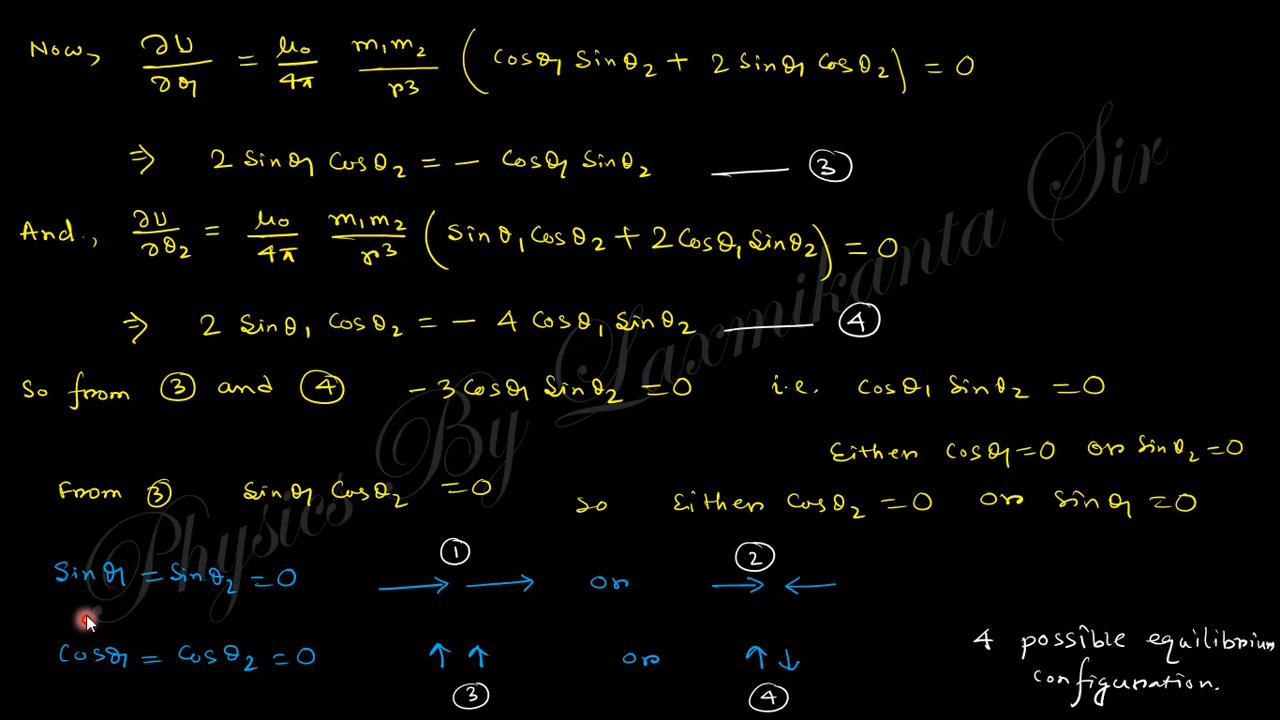 Now, ∂U/∂θ1 = μ0/4π m1m2/r3 (cosθ1 sinθ2 + 2 sinθ1 cosθ2) = 0
⇒ 2 sinθ1 cosθ2 = − cosθ1 sinθ2 —— ③
And, ∂U/∂θ2 = μ0/4π m1m2/r3 (sinθ1 cosθ2 + 2 cosθ1 sinθ2) = 0
⇒ 2 sinθ1 cosθ2 = − 4 cosθ1 sinθ2 —— ④
So from ③ and ④ −3 cosθ1 sinθ2 = 0 i.e. cosθ1 sinθ2 = 0
Either cosθ1 = 0 or sinθ2 = 0
From ③ sinθ1 cosθ2 = 0 so Either cosθ2 = 0 or sinθ1 = 0
① ②
sinθ1 = sinθ2 = 0 → → or → ←
cosθ1 = cosθ2 = 0 ↑ ↑ or ↑ ↓
③ ④
4 possible equilibrium
configuration.
Physics By Laxmikanta Sir